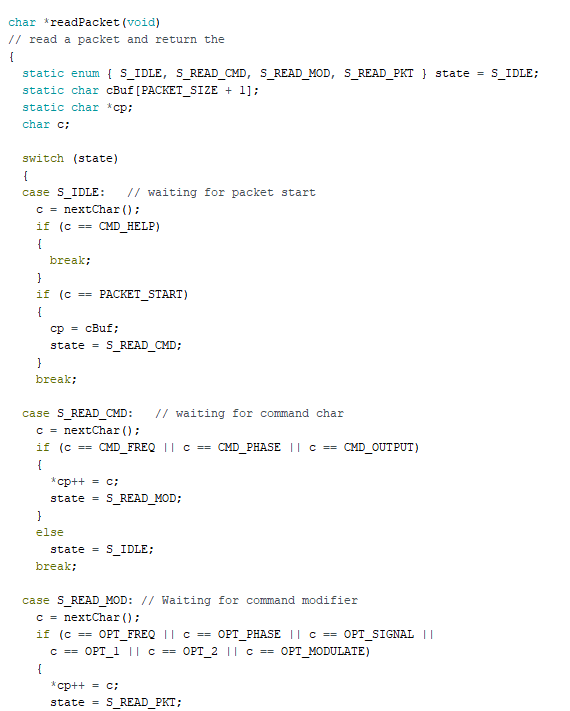 char *readPacket(void)
// read a packet and return the
{
  static enum { S_IDLE, S_READ_CMD, S_READ_MOD, S_READ_PKT } state = S_IDLE;
  static char cBuf[PACKET_SIZE + 1];
  static char *cp;
  char c;

  switch (state)
  {
  case S_IDLE:   // waiting for packet start
    c = nextChar();
    if (c == CMD_HELP)
    {
      break;
    }
    if (c == PACKET_START)
    {
      cp = cBuf;
      state = S_READ_CMD;
    }
    break;

  case S_READ_CMD:   // waiting for command char
    c = nextChar();
    if (c == CMD_FREQ || c == CMD_PHASE || c == CMD_OUTPUT)
    {
      *cp++ = c;
      state = S_READ_MOD;
    }
    else
      state = S_IDLE;
    break;

  case S_READ_MOD: // Waiting for command modifier
    c = nextChar();
    if (c == OPT_FREQ || c == OPT_PHASE || c == OPT_SIGNAL ||
      c == OPT_1 || c == OPT_2 || c == OPT_MODULATE)
    {
      *cp++ = c;
      state = S_READ_PKT;